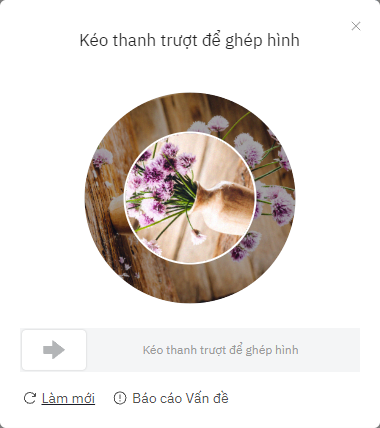 Kéo thanh trượt để ghép hình
Kéo thanh trượt để ghép hình
Làm mới
Báo cáo Vấn đề